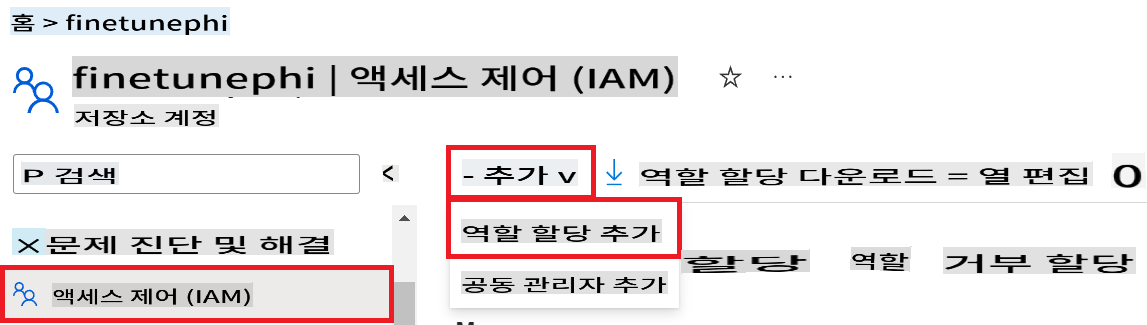 홈 > finetunephi
finetunephi | 액세스 제어 (IAM)
저장소 계정
P 검색
- 추가 v
역할 할당 다운로드 = 열 편집
O
문제 진단 및 해결
역할 할당 추가
할당
역할
거부 할당
액세스 제어 (IAM)
공동 관리자 추가